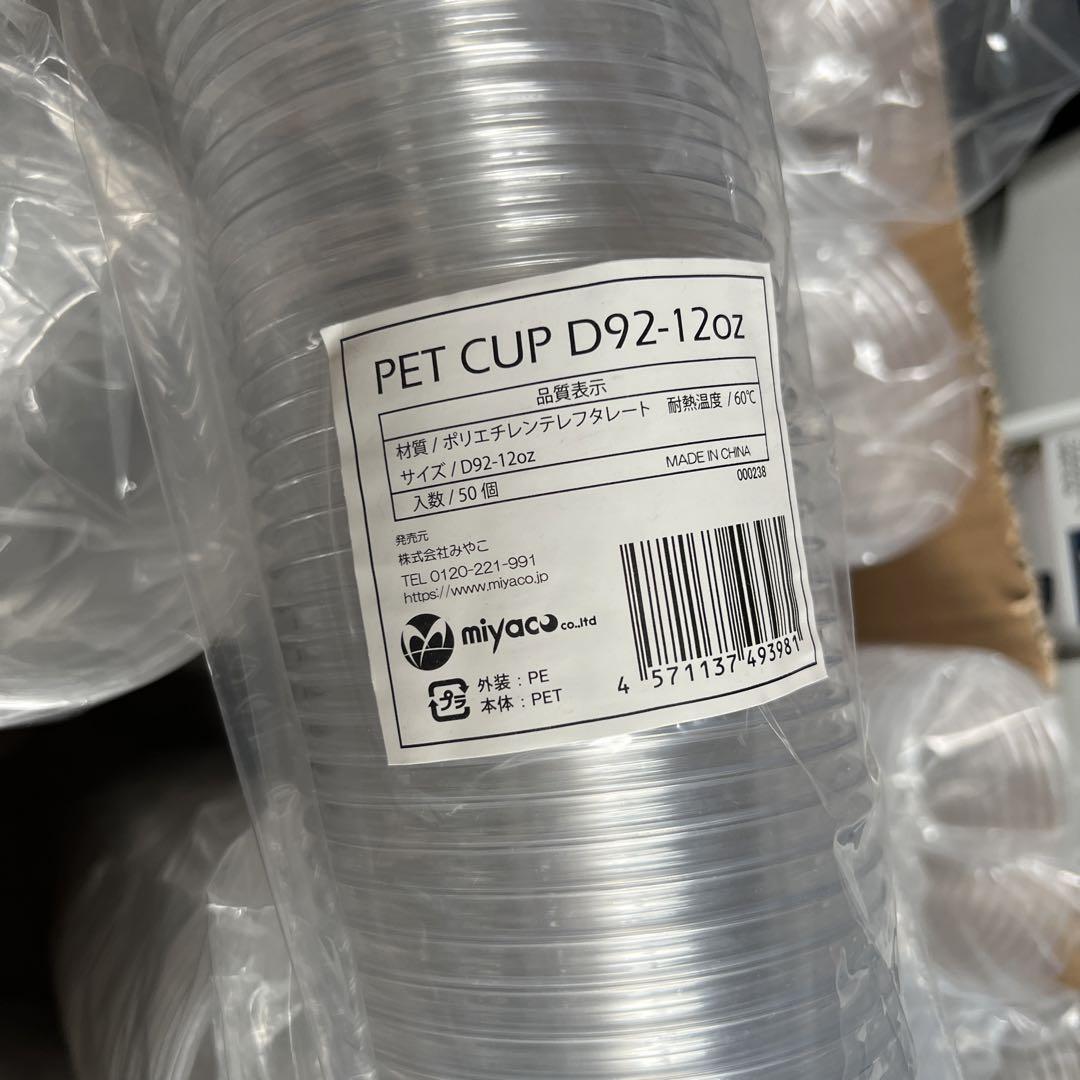 PET CUP D92-12oz
品質表示
材質 / ポリエチレンテレフタレート 耐熱温度 / 60℃
サイズ / D92-12oz
入数 / 50 個 MADE IN CHINA
000238
発売元
株式会社みやこ
TEL 0120-221-991
https://www.miyaco.jp
miyaco co.,ltd
プラ
外装 : PE
本体 : PET
4 571137 493981